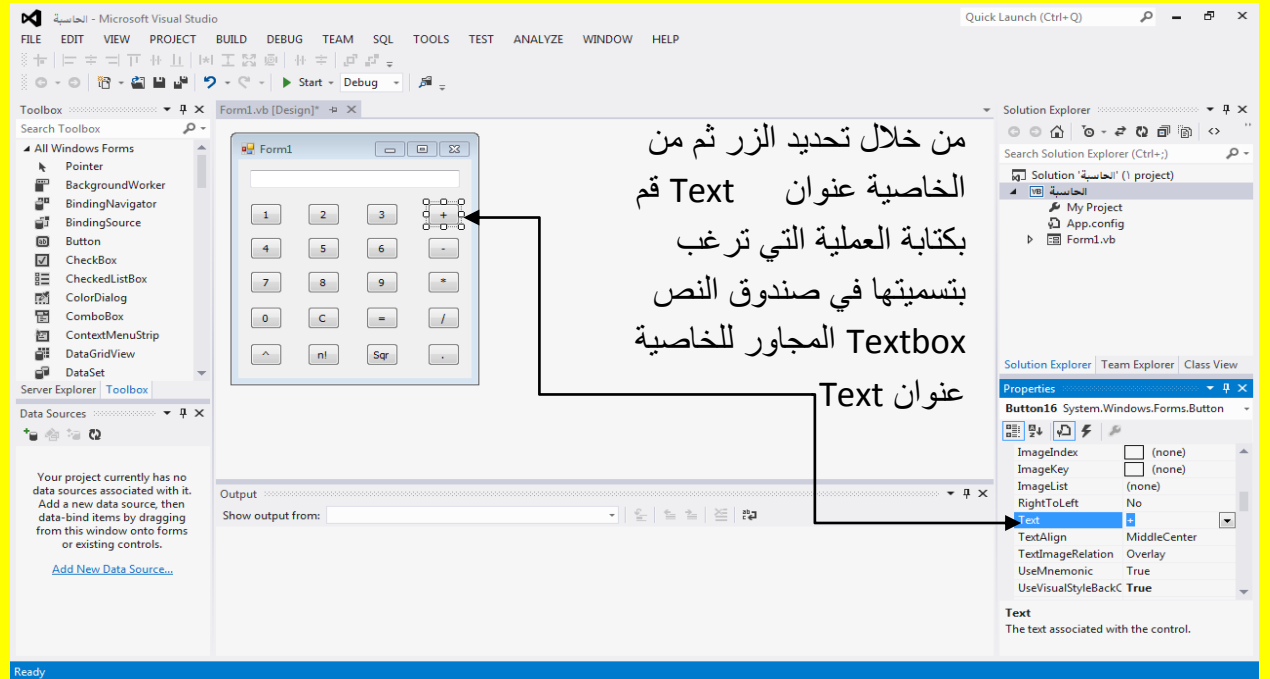 الحاسبة - Microsoft Visual Studio
Quick Launch (Ctrl+Q)
FILE EDIT VIEW PROJECT BUILD DEBUG TEAM SQL TOOLS TEST ANALYZE WINDOW HELP
Start Debug
Toolbox
Search Toolbox
All Windows Forms
Pointer
BackgroundWorker
BindingNavigator
BindingSource
Button
CheckBox
CheckedListBox
ColorDialog
ComboBox
ContextMenuStrip
DataGridView
DataSet
Server Explorer Toolbox
Data Sources
Your project currently has no
data sources associated with it.
Add a new data source, then
data-bind items by dragging
from this window onto forms
or existing controls.
Add New Data Source...
Form1.vb [Design]*
Form1
1 2 3 +
4 5 6 -
7 8 9 *
0 C = /
^ n! Sqr .
من خلال تحديد الزر ثم من
الخاصية عنوان Text قم
بكتابة العملية التي ترغب
بتسميتها في صندوق النص
Textbox المجاور للخاصية
عنوان Text
Output
Show output from:
Solution Explorer
Search Solution Explorer (Ctrl+;)
Solution 'الحاسبة' (١ project)
VB الحاسبة
My Project
App.config
Form1.vb
Solution Explorer Team Explorer Class View
Properties
Button16 System.Windows.Forms.Button
ImageIndex (none)
ImageKey (none)
ImageList (none)
RightToLeft No
Text +
TextAlign MiddleCenter
TextImageRelation Overlay
UseMnemonic True
UseVisualStyleBackC True
Text
The text associated with the control.
Ready